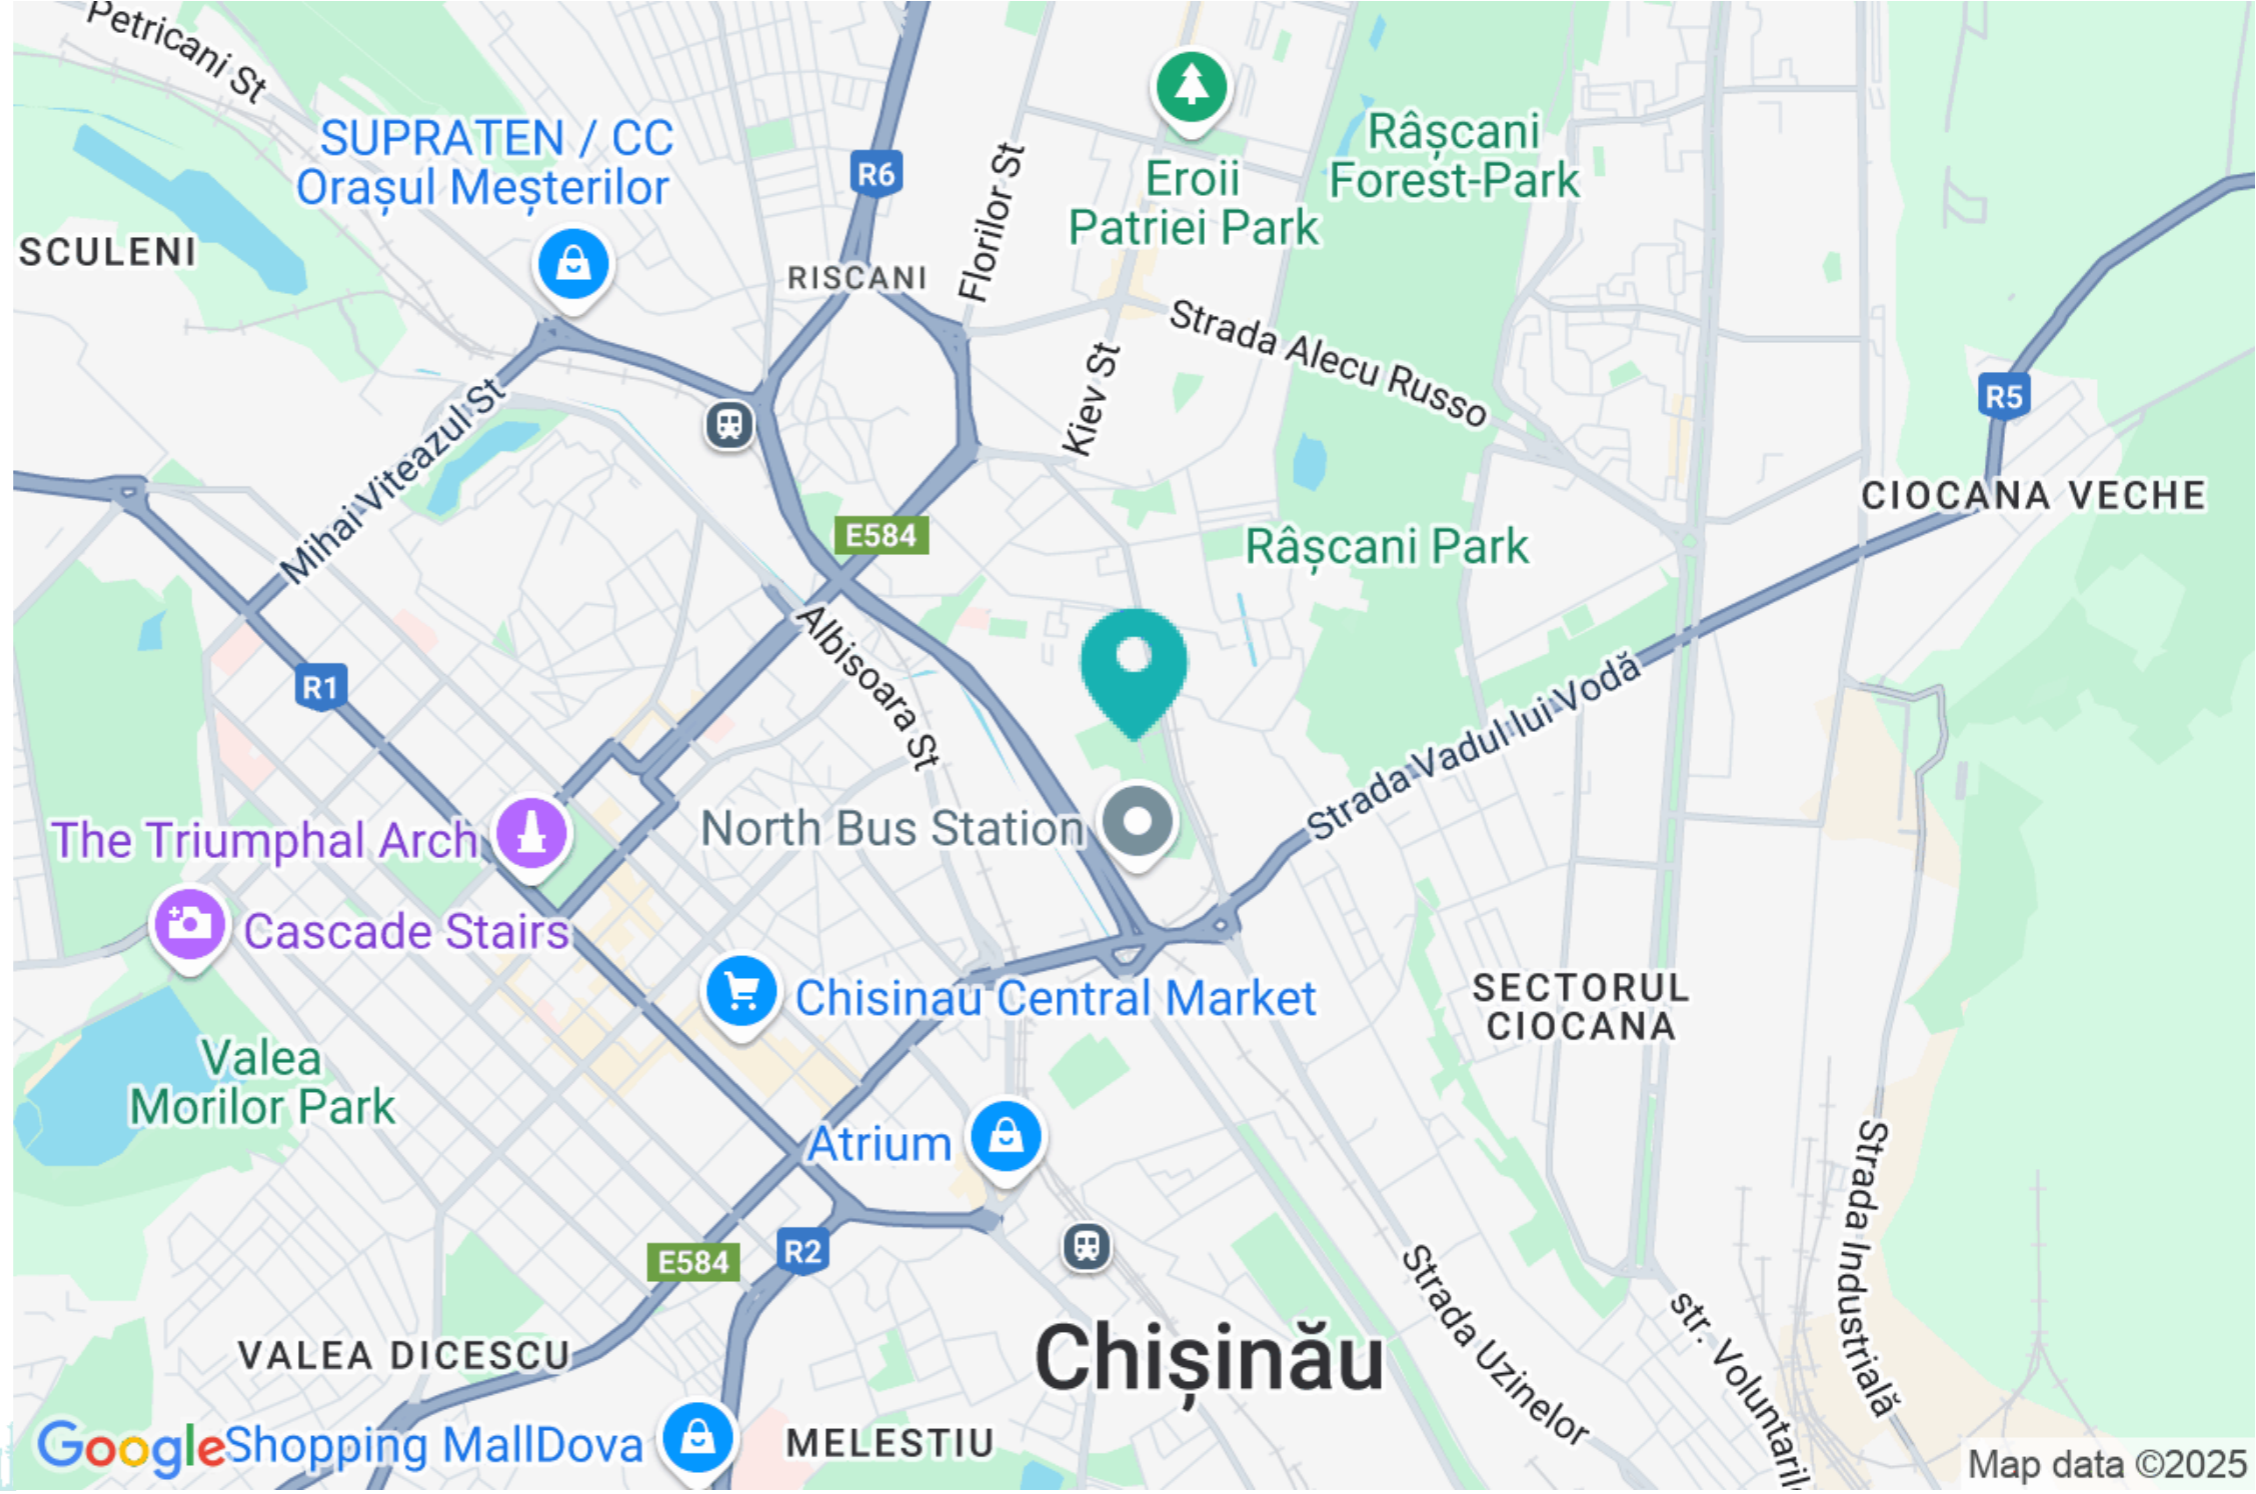 Petricani St
SUPRATEN / CC
Orașul Meșterilor
SCULENI
R6
RISCANI
Florilor St
Eroii
Patriei Park
Râșcani
Forest-Park
Strada Alecu Russo
Kiev St
R5
CIOCANA VECHE
Mihai Viteazul St
E584
Râșcani Park
R1
Albisoara St
Strada Vadul lui Vodă
The Triumphal Arch
North Bus Station
Cascade Stairs
Chisinau Central Market
SECTORUL
CIOCANA
Valea
Morilor Park
Atrium
Strada Industrială
E584
R2
Strada Uzinelor
str. Voluntaril
VALEA DICESCU
Chișinău
Google
Shopping MallDova
MELESTIU
Map data ©2025